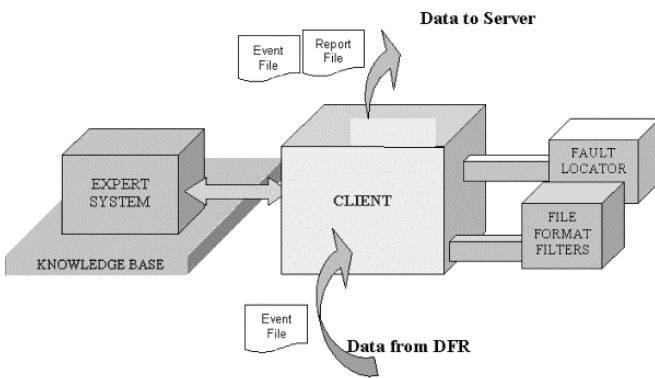 Data to Server
Event
File
Report
File
EXPERT
SYSTEM
KNOWLEDGE BASE
CLIENT
FAULT
LOCATOR
FILE
FORMAT
FILTERS
Event
File
Data from DFR